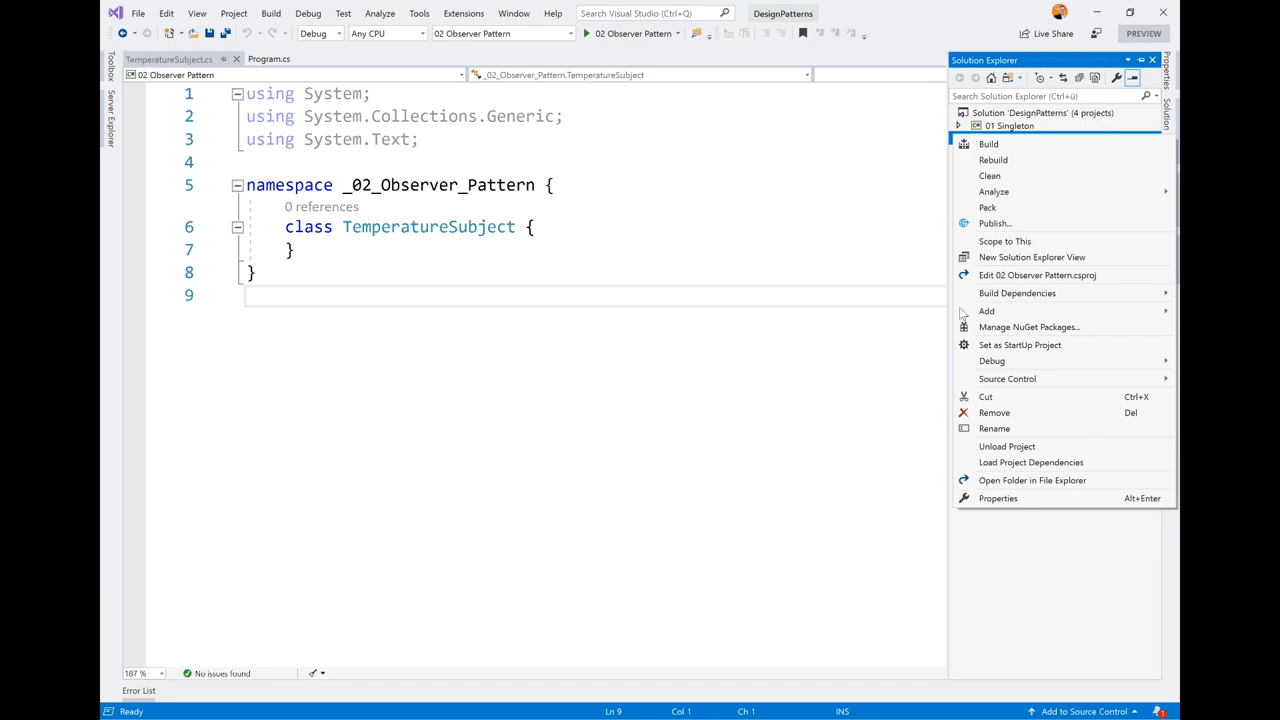 File Edit View Project Build Debug Test Analyze Tools Extensions Window Help Search Visual Studio (Ctrl+Q) DesignPatterns
Debug Any CPU 02 Observer Pattern 02 Observer Pattern Live Share PREVIEW
TemperatureSubject.cs Program.cs
02 Observer Pattern _02_Observer_Pattern.TemperatureSubject
Toolbox
Server Explorer
1 using System;
2 using System.Collections.Generic;
3 using System.Text;
4
5 namespace _02_Observer_Pattern {
0 references
6 class TemperatureSubject {
7 }
8 }
9
Solution Explorer
Search Solution Explorer (Ctrl+ü)
Solution 'DesignPatterns' (4 projects)
01 Singleton
Build
Rebuild
Clean
Analyze
Pack
Publish...
Scope to This
New Solution Explorer View
Edit 02 Observer Pattern.csproj
Build Dependencies
Add
Manage NuGet Packages...
Set as StartUp Project
Debug
Source Control
Cut Ctrl+X
Remove Del
Rename
Unload Project
Load Project Dependencies
Open Folder in File Explorer
Properties Alt+Enter
Properties
Solution
187 % No issues found
Error List
Ready Ln 9 Col 1 Ch 1 INS Add to Source Control 1